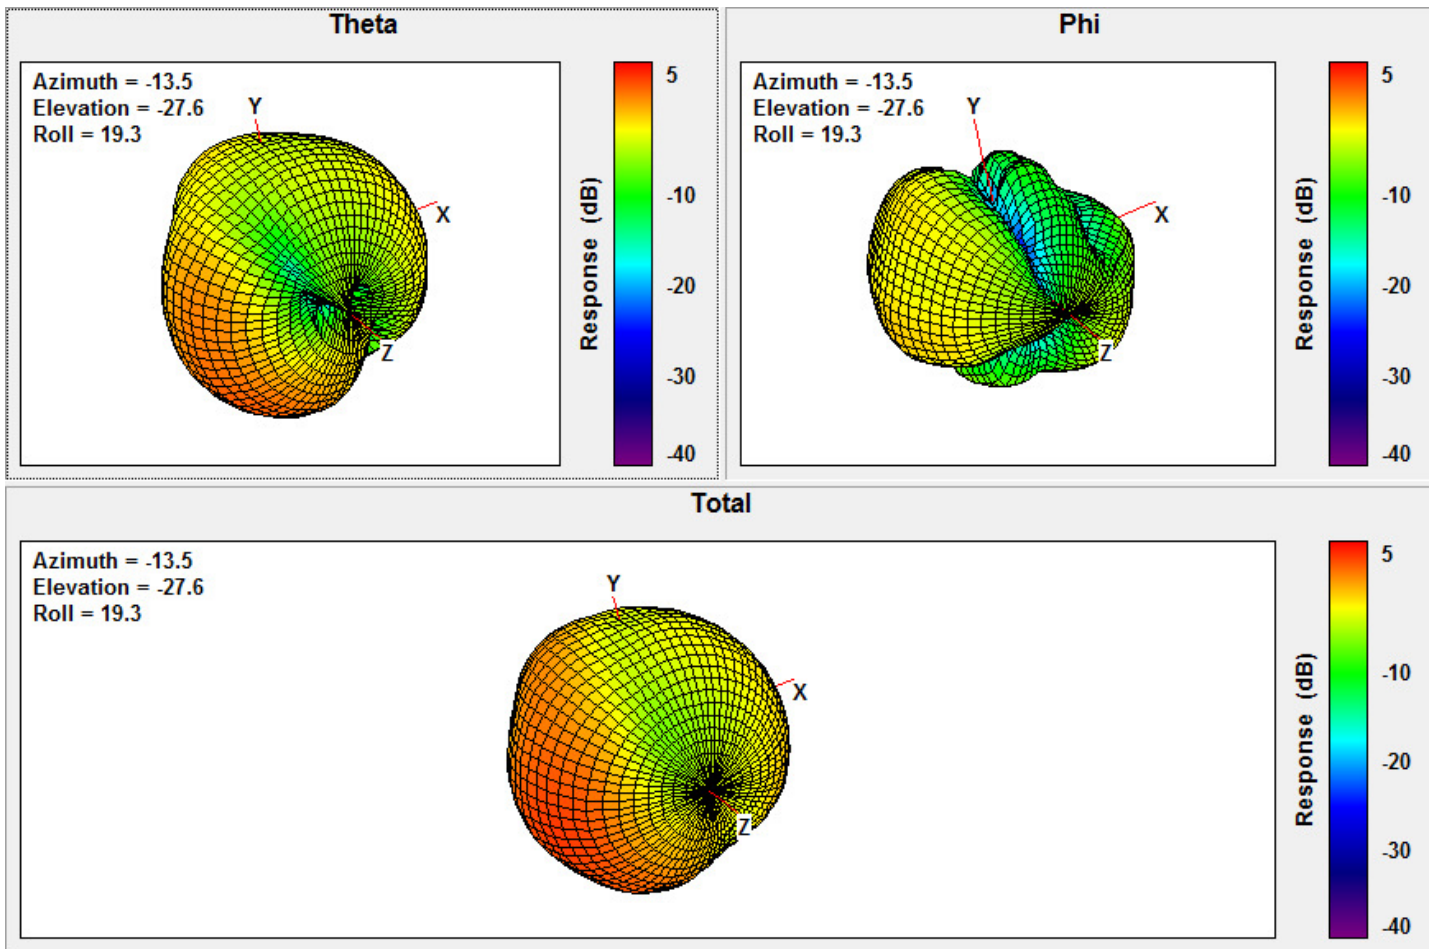 Theta
Azimuth = -13.5
Elevation = -27.6
Roll = 19.3
Y
X
Z
5
-10
-20
-30
-40
Response (dB)
Phi
Azimuth = -13.5
Elevation = -27.6
Roll = 19.3
Y
X
Z
5
-10
-20
-30
-40
Response (dB)
Total
Azimuth = -13.5
Elevation = -27.6
Roll = 19.3
Y
X
Z
5
-10
-20
-30
-40
Response (dB)